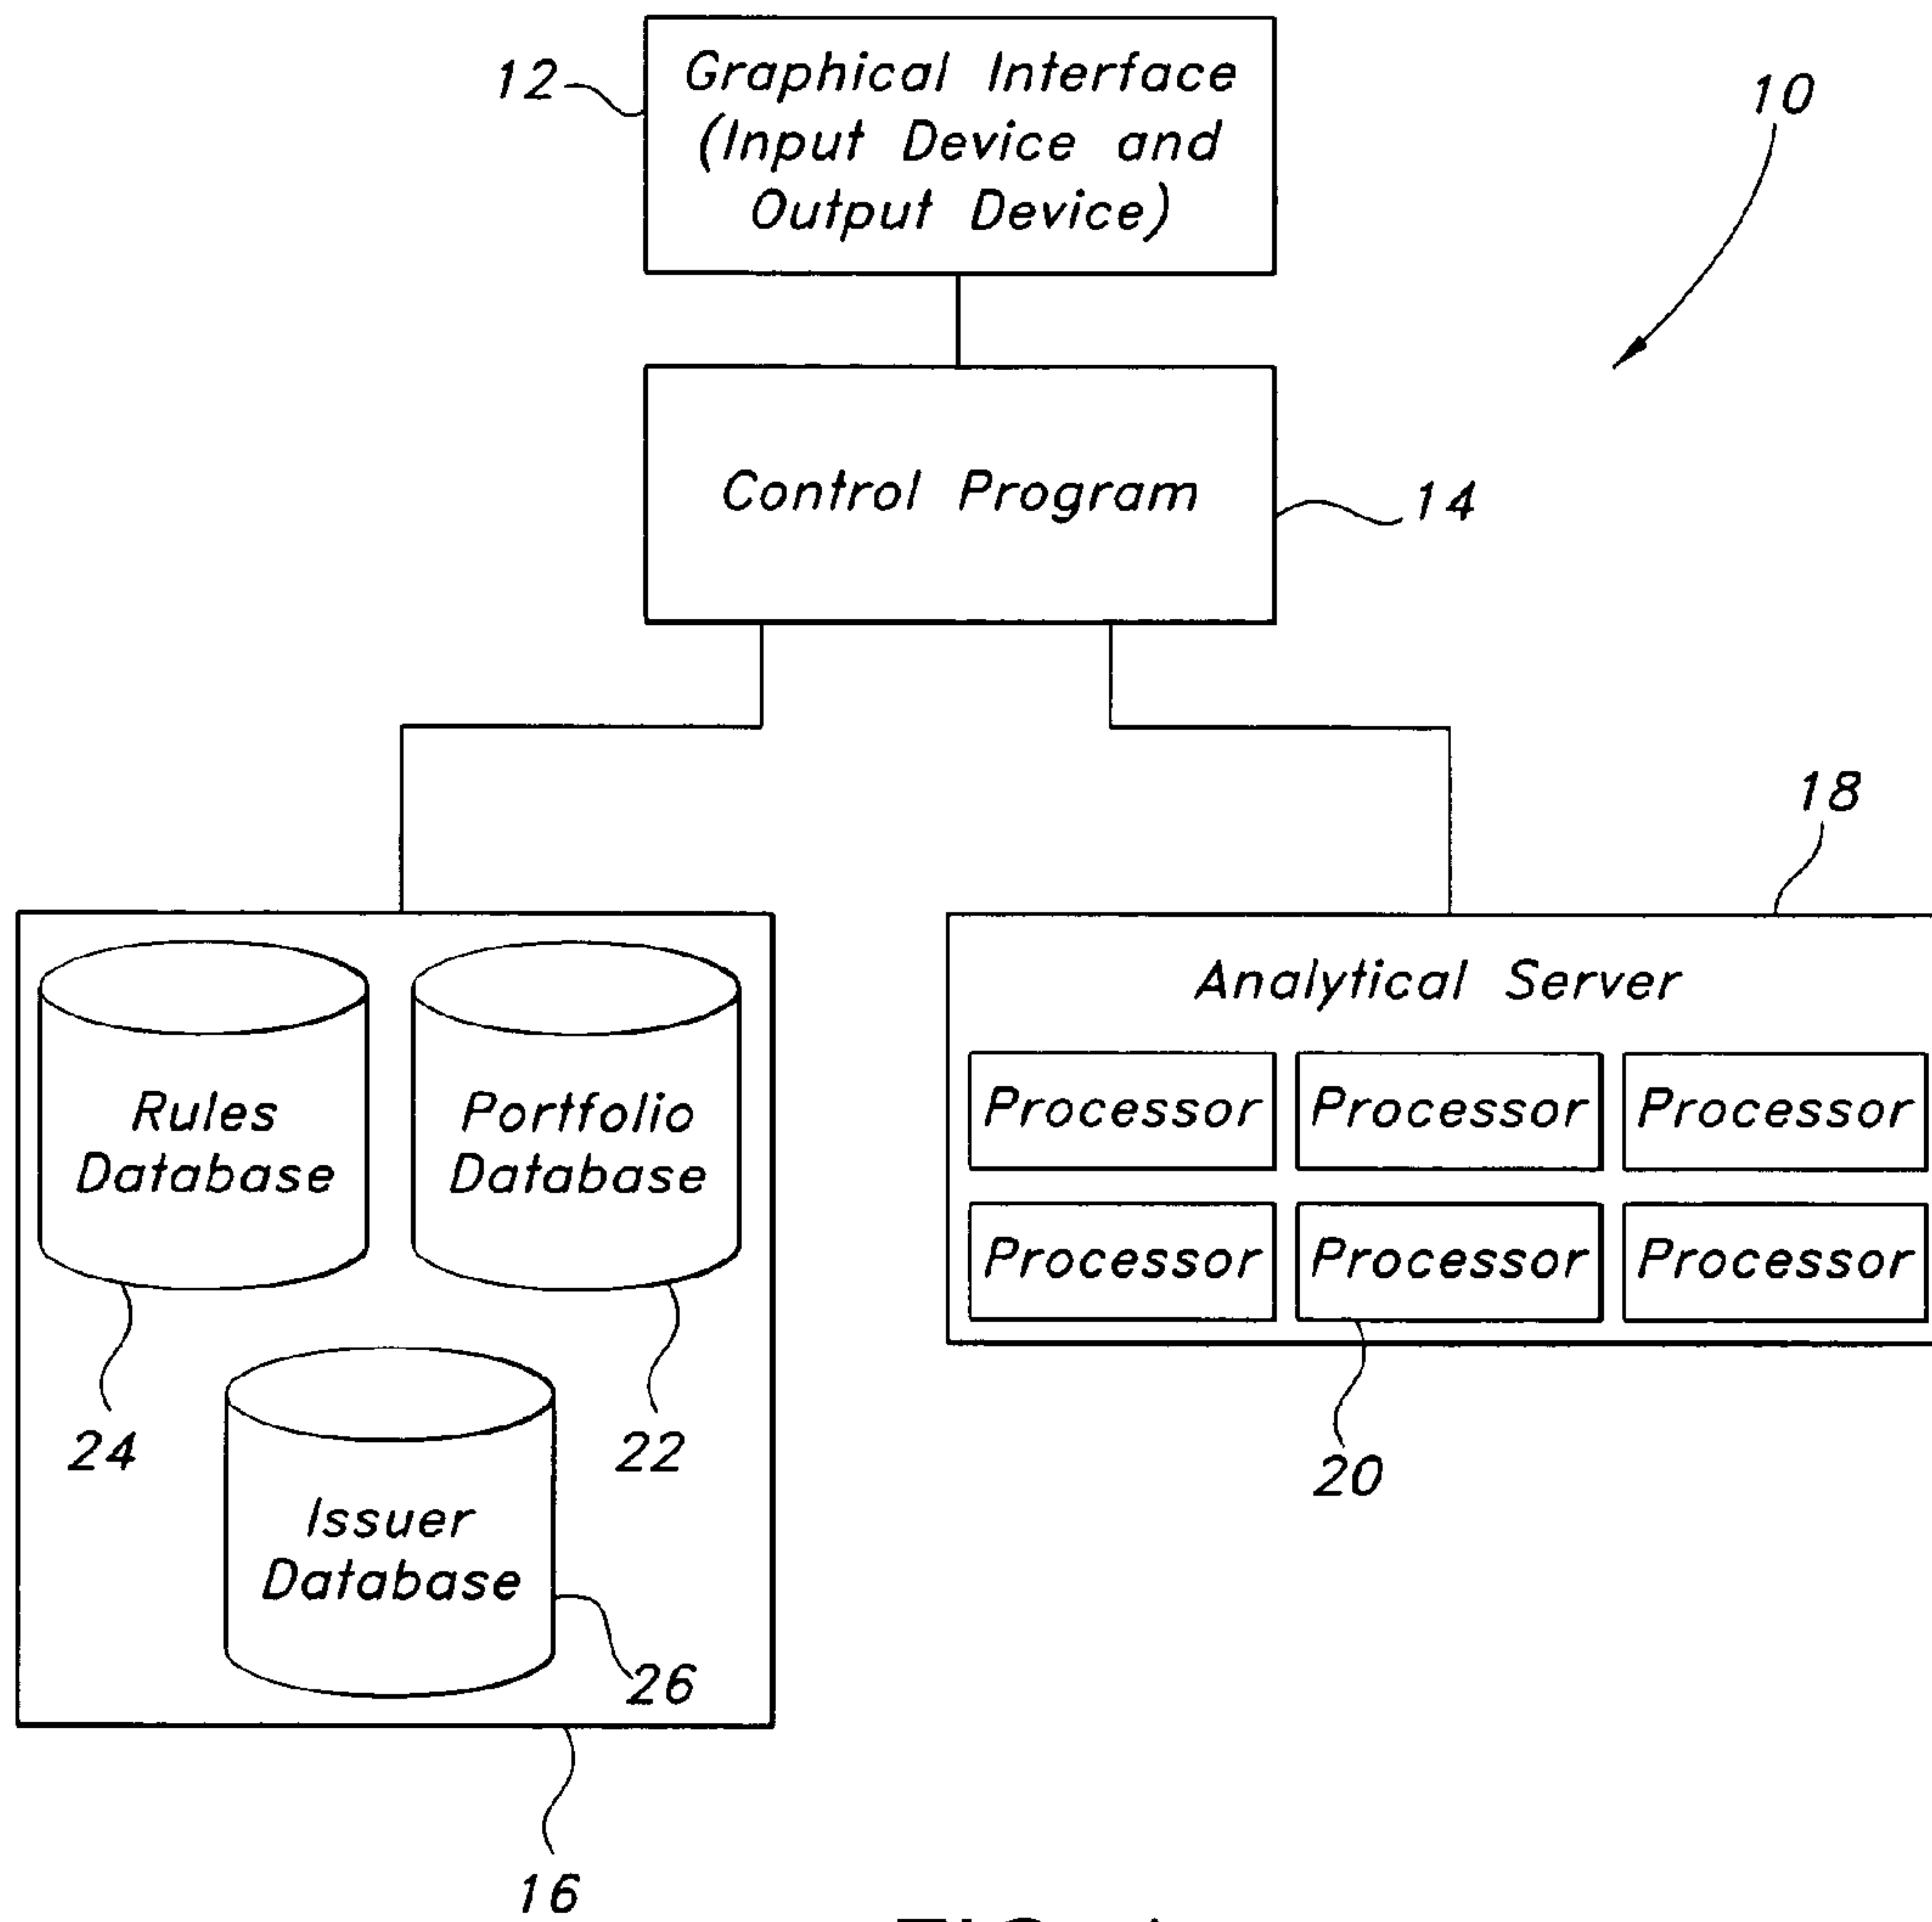 12
Graphical Interface
(Input Device and
Output Device)
10
Control Program
14
18
Analytical Server
Rules
Database
Portfolio
Database
Processor Processor Processor
Processor Processor Processor
24
22
20
Issuer
Database
26
16